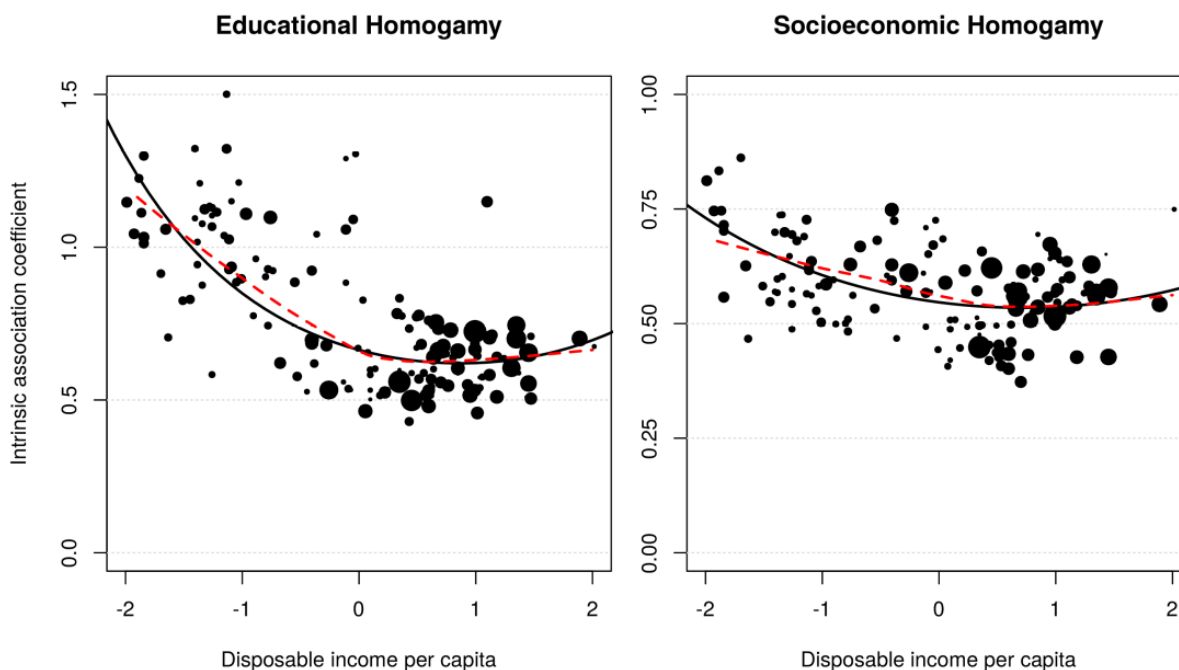 Educational Homogamy
Socioeconomic Homogamy
Intrinsic association coefficient
1.5
1.0
0.5
0.0
-2 -1 0 1 2
Disposable income per capita
1.00
0.75
0.50
0.25
0.00
-2 -1 0 1 2
Disposable income per capita